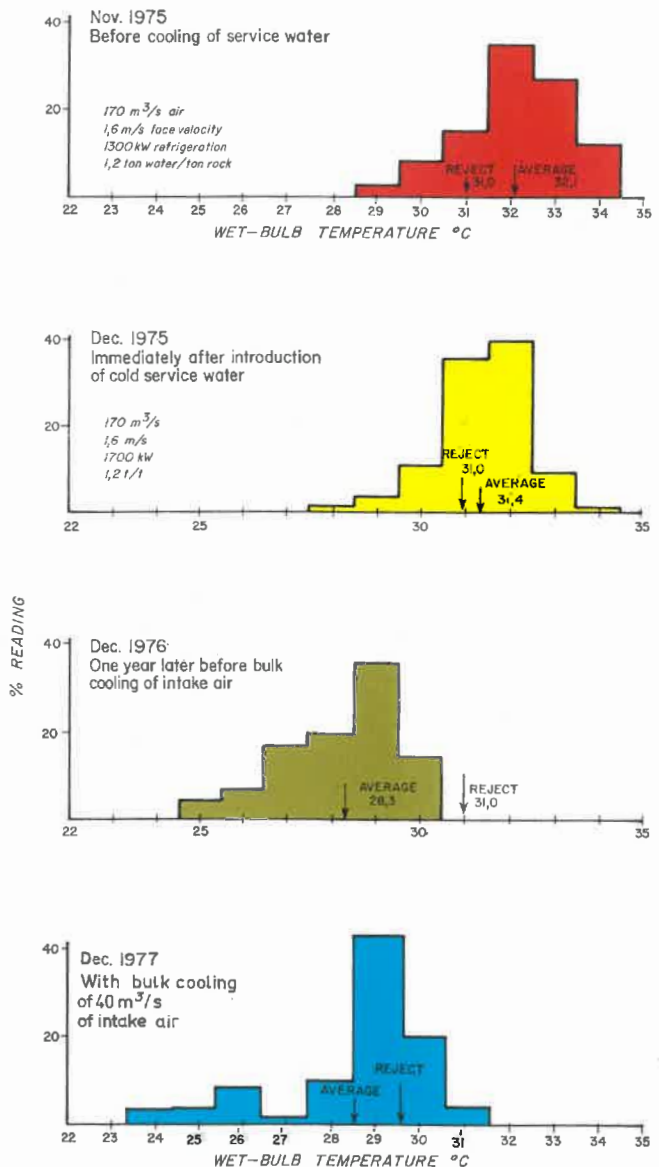 Nov. 1975
Before cooling of service water
40
20
170 m³/s air
1,6 m/s face velocity
1300 kW refrigeration
1,2 ton water/ton rock
REJECT
31,0
AVERAGE
32,1
22 23 24 25 26 27 28 29 30 31 32 33 34 35
WET-BULB TEMPERATURE °C
Dec. 1975
Immediately after introduction
of cold service water
40
20
170 m³/s
1,6 m/s
1700 kW
1,2 t/t
REJECT
31,0
AVERAGE
31,4
22 25 30 35
% READING
Dec. 1976
One year later before bulk
cooling of intake air
40
20
AVERAGE
28,3
REJECT
31,0
22 25 30 35
Dec. 1977
With bulk cooling
of 40 m³/s
of intake air
40
20
AVERAGE
REJECT
22 23 24 25 26 27 28 29 30 31 32 33 34 35
WET-BULB TEMPERATURE °C